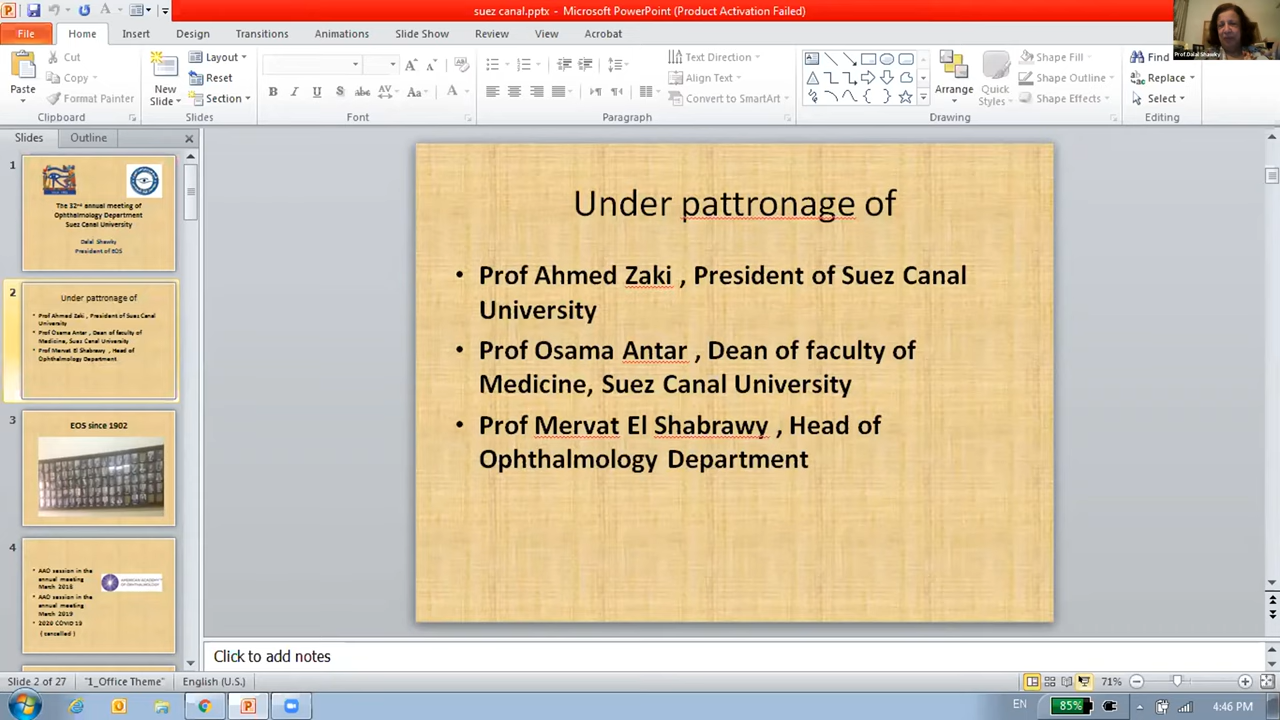 suez canal.pptx - Microsoft PowerPoint (Product Activation Failed)
File
Home
Insert
Design
Transitions
Animations
Slide Show
Review
View
Acrobat
Paste
Cut
Copy
Format Painter
Clipboard
New Slide
Layout
Reset
Section
Slides
Font
Paragraph
Text Direction
Align Text
Convert to SmartArt
Arrange
Quick Styles
Shape Fill
Shape Outline
Shape Effects
Drawing
Find
Replace
Select
Editing
Prof.Dalal Shawky
Slides
Outline
1
The 32nd annual meeting of
Ophthalmology Department
Suez Canal University
Dalal Shawky
President of EOS
2
Under pattronage of
Prof Ahmed Zaki , President of Suez Canal
University
Prof Osama Antar , Dean of faculty of
Medicine, Suez Canal University
Prof Mervat El Shabrawy , Head of
Ophthalmology Department
3
EOS since 1902
4
AAO session in the
annual meeting
March 2018
AAO session in the
annual meeting
March 2019
2020 COVID 19
( cancelled )
AMERICAN ACADEMY
OF OPHTHALMOLOGY
Under pattronage of
• Prof Ahmed Zaki , President of Suez Canal
University
• Prof Osama Antar , Dean of faculty of
Medicine, Suez Canal University
• Prof Mervat El Shabrawy , Head of
Ophthalmology Department
Click to add notes
Slide 2 of 27
"1_Office Theme"
English (U.S.)
71%
EN
85%
4:46 PM